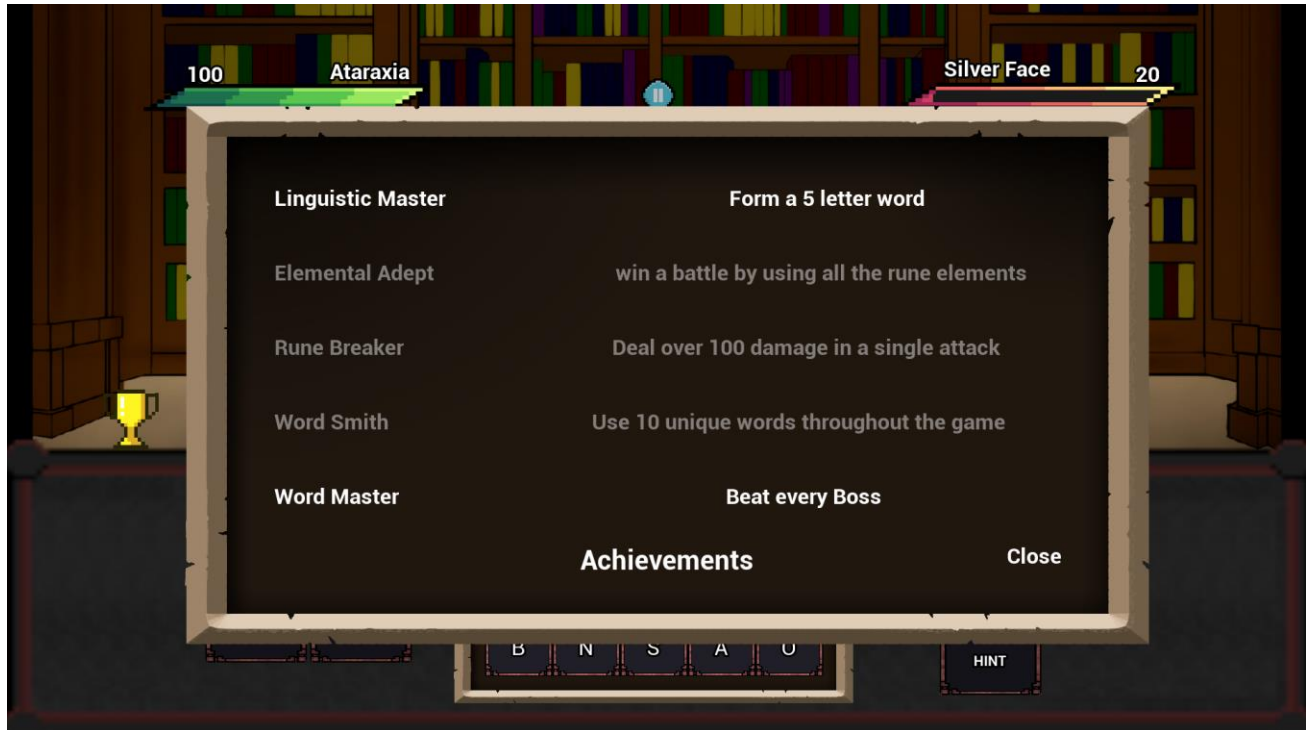 100 Ataraxia Silver Face 20
Linguistic Master Form a 5 letter word
Elemental Adept win a battle by using all the rune elements
Rune Breaker Deal over 100 damage in a single attack
Word Smith Use 10 unique words throughout the game
Word Master Beat every Boss
Achievements Close
B N S A O
HINT